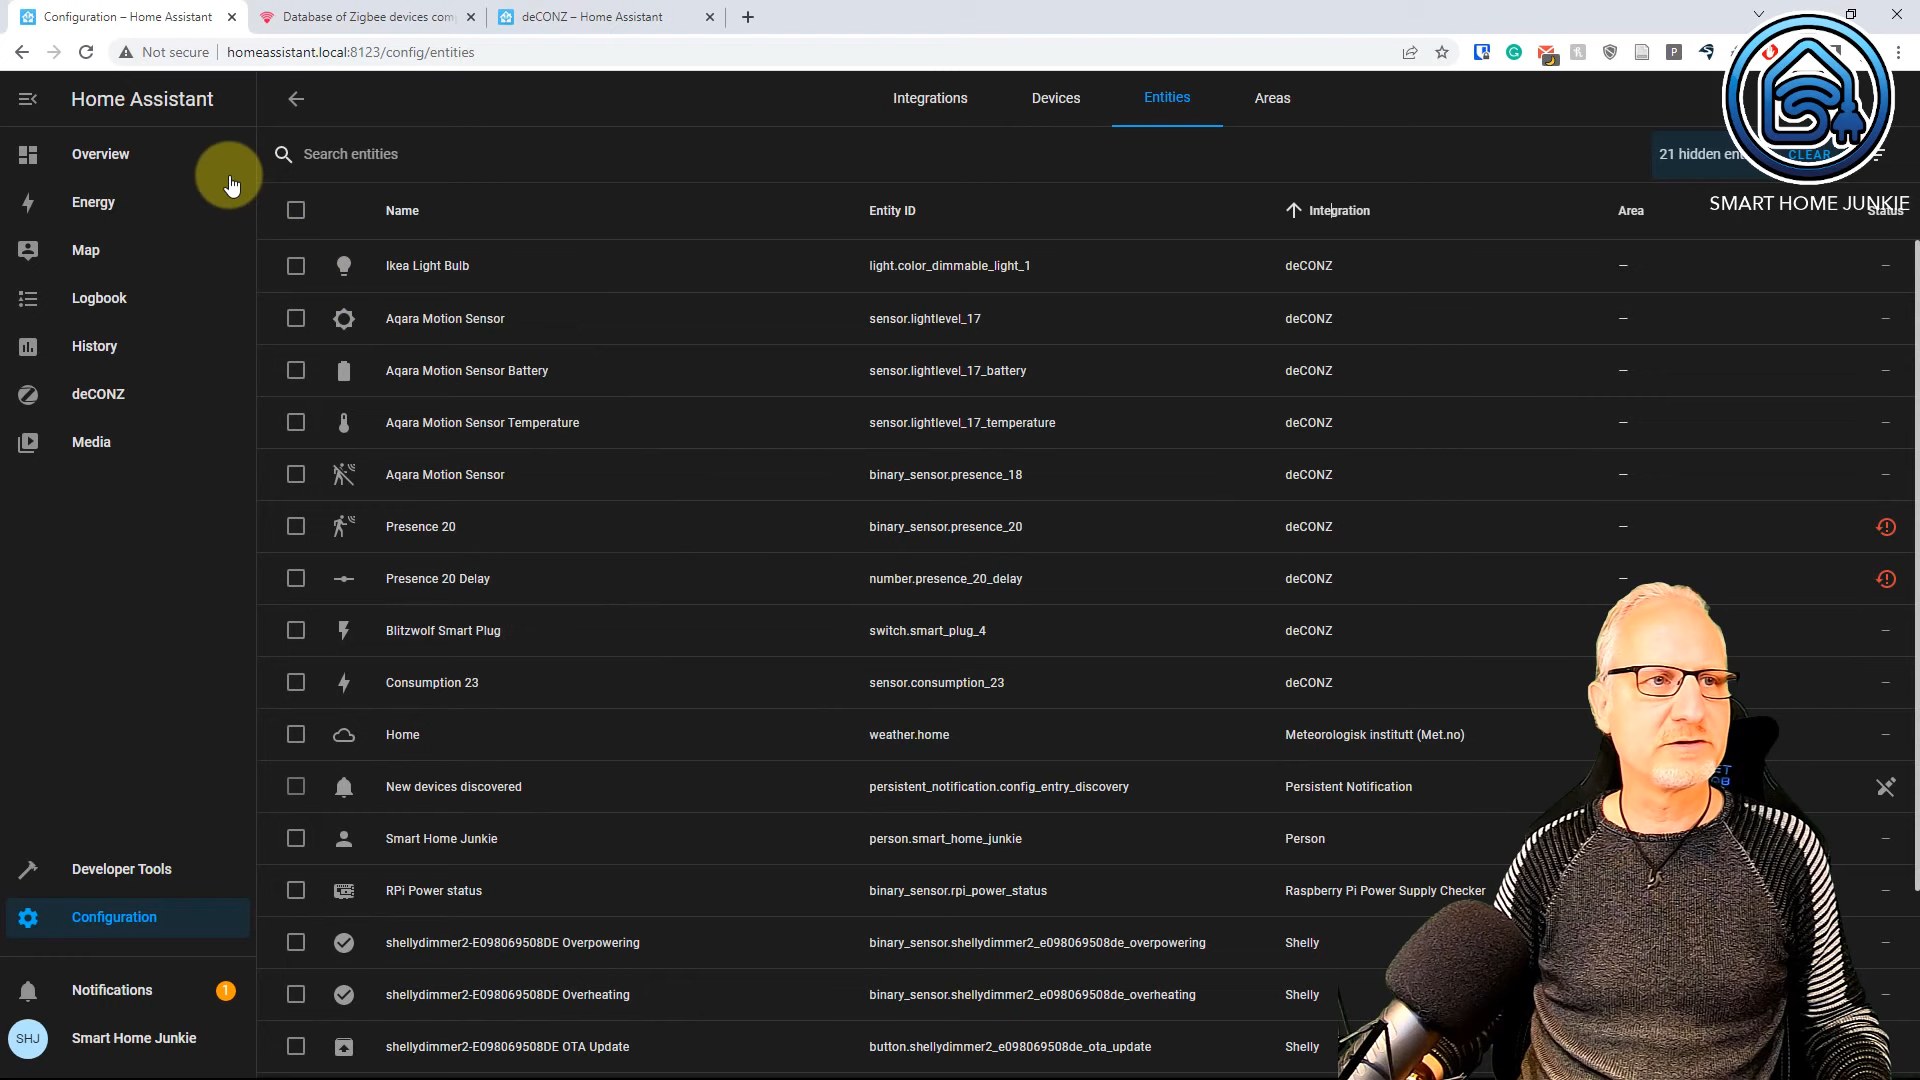 Configuration – Home Assistant
Database of Zigbee devices com
deCONZ – Home Assistant
Not secure
homeassistant.local:8123/config/entities
Home Assistant
Integrations
Devices
Entities
Areas
Overview
Search entities
21 hidden en
CLEAR
SMART HOME JUNKIE
Energy
Name
Entity ID
Integration
Area
Status
Map
Ikea Light Bulb
light.color_dimmable_light_1
deCONZ
–
–
Logbook
Aqara Motion Sensor
sensor.lightlevel_17
deCONZ
–
–
History
Aqara Motion Sensor Battery
sensor.lightlevel_17_battery
deCONZ
–
–
deCONZ
Aqara Motion Sensor Temperature
sensor.lightlevel_17_temperature
deCONZ
–
–
Media
Aqara Motion Sensor
binary_sensor.presence_18
deCONZ
–
–
Presence 20
binary_sensor.presence_20
deCONZ
–
Presence 20 Delay
number.presence_20_delay
deCONZ
–
Blitzwolf Smart Plug
switch.smart_plug_4
deCONZ
–
Consumption 23
sensor.consumption_23
deCONZ
–
Home
weather.home
Meteorologisk institutt (Met.no)
–
New devices discovered
persistent_notification.config_entry_discovery
Persistent Notification
Smart Home Junkie
person.smart_home_junkie
Person
–
Developer Tools
RPi Power status
binary_sensor.rpi_power_status
Raspberry Pi Power Supply Checker
–
Configuration
shellydimmer2-E098069508DE Overpowering
binary_sensor.shellydimmer2_e098069508de_overpowering
Shelly
–
Notifications
1
shellydimmer2-E098069508DE Overheating
binary_sensor.shellydimmer2_e098069508de_overheating
Shelly
–
SHJ
Smart Home Junkie
shellydimmer2-E098069508DE OTA Update
button.shellydimmer2_e098069508de_ota_update
Shelly